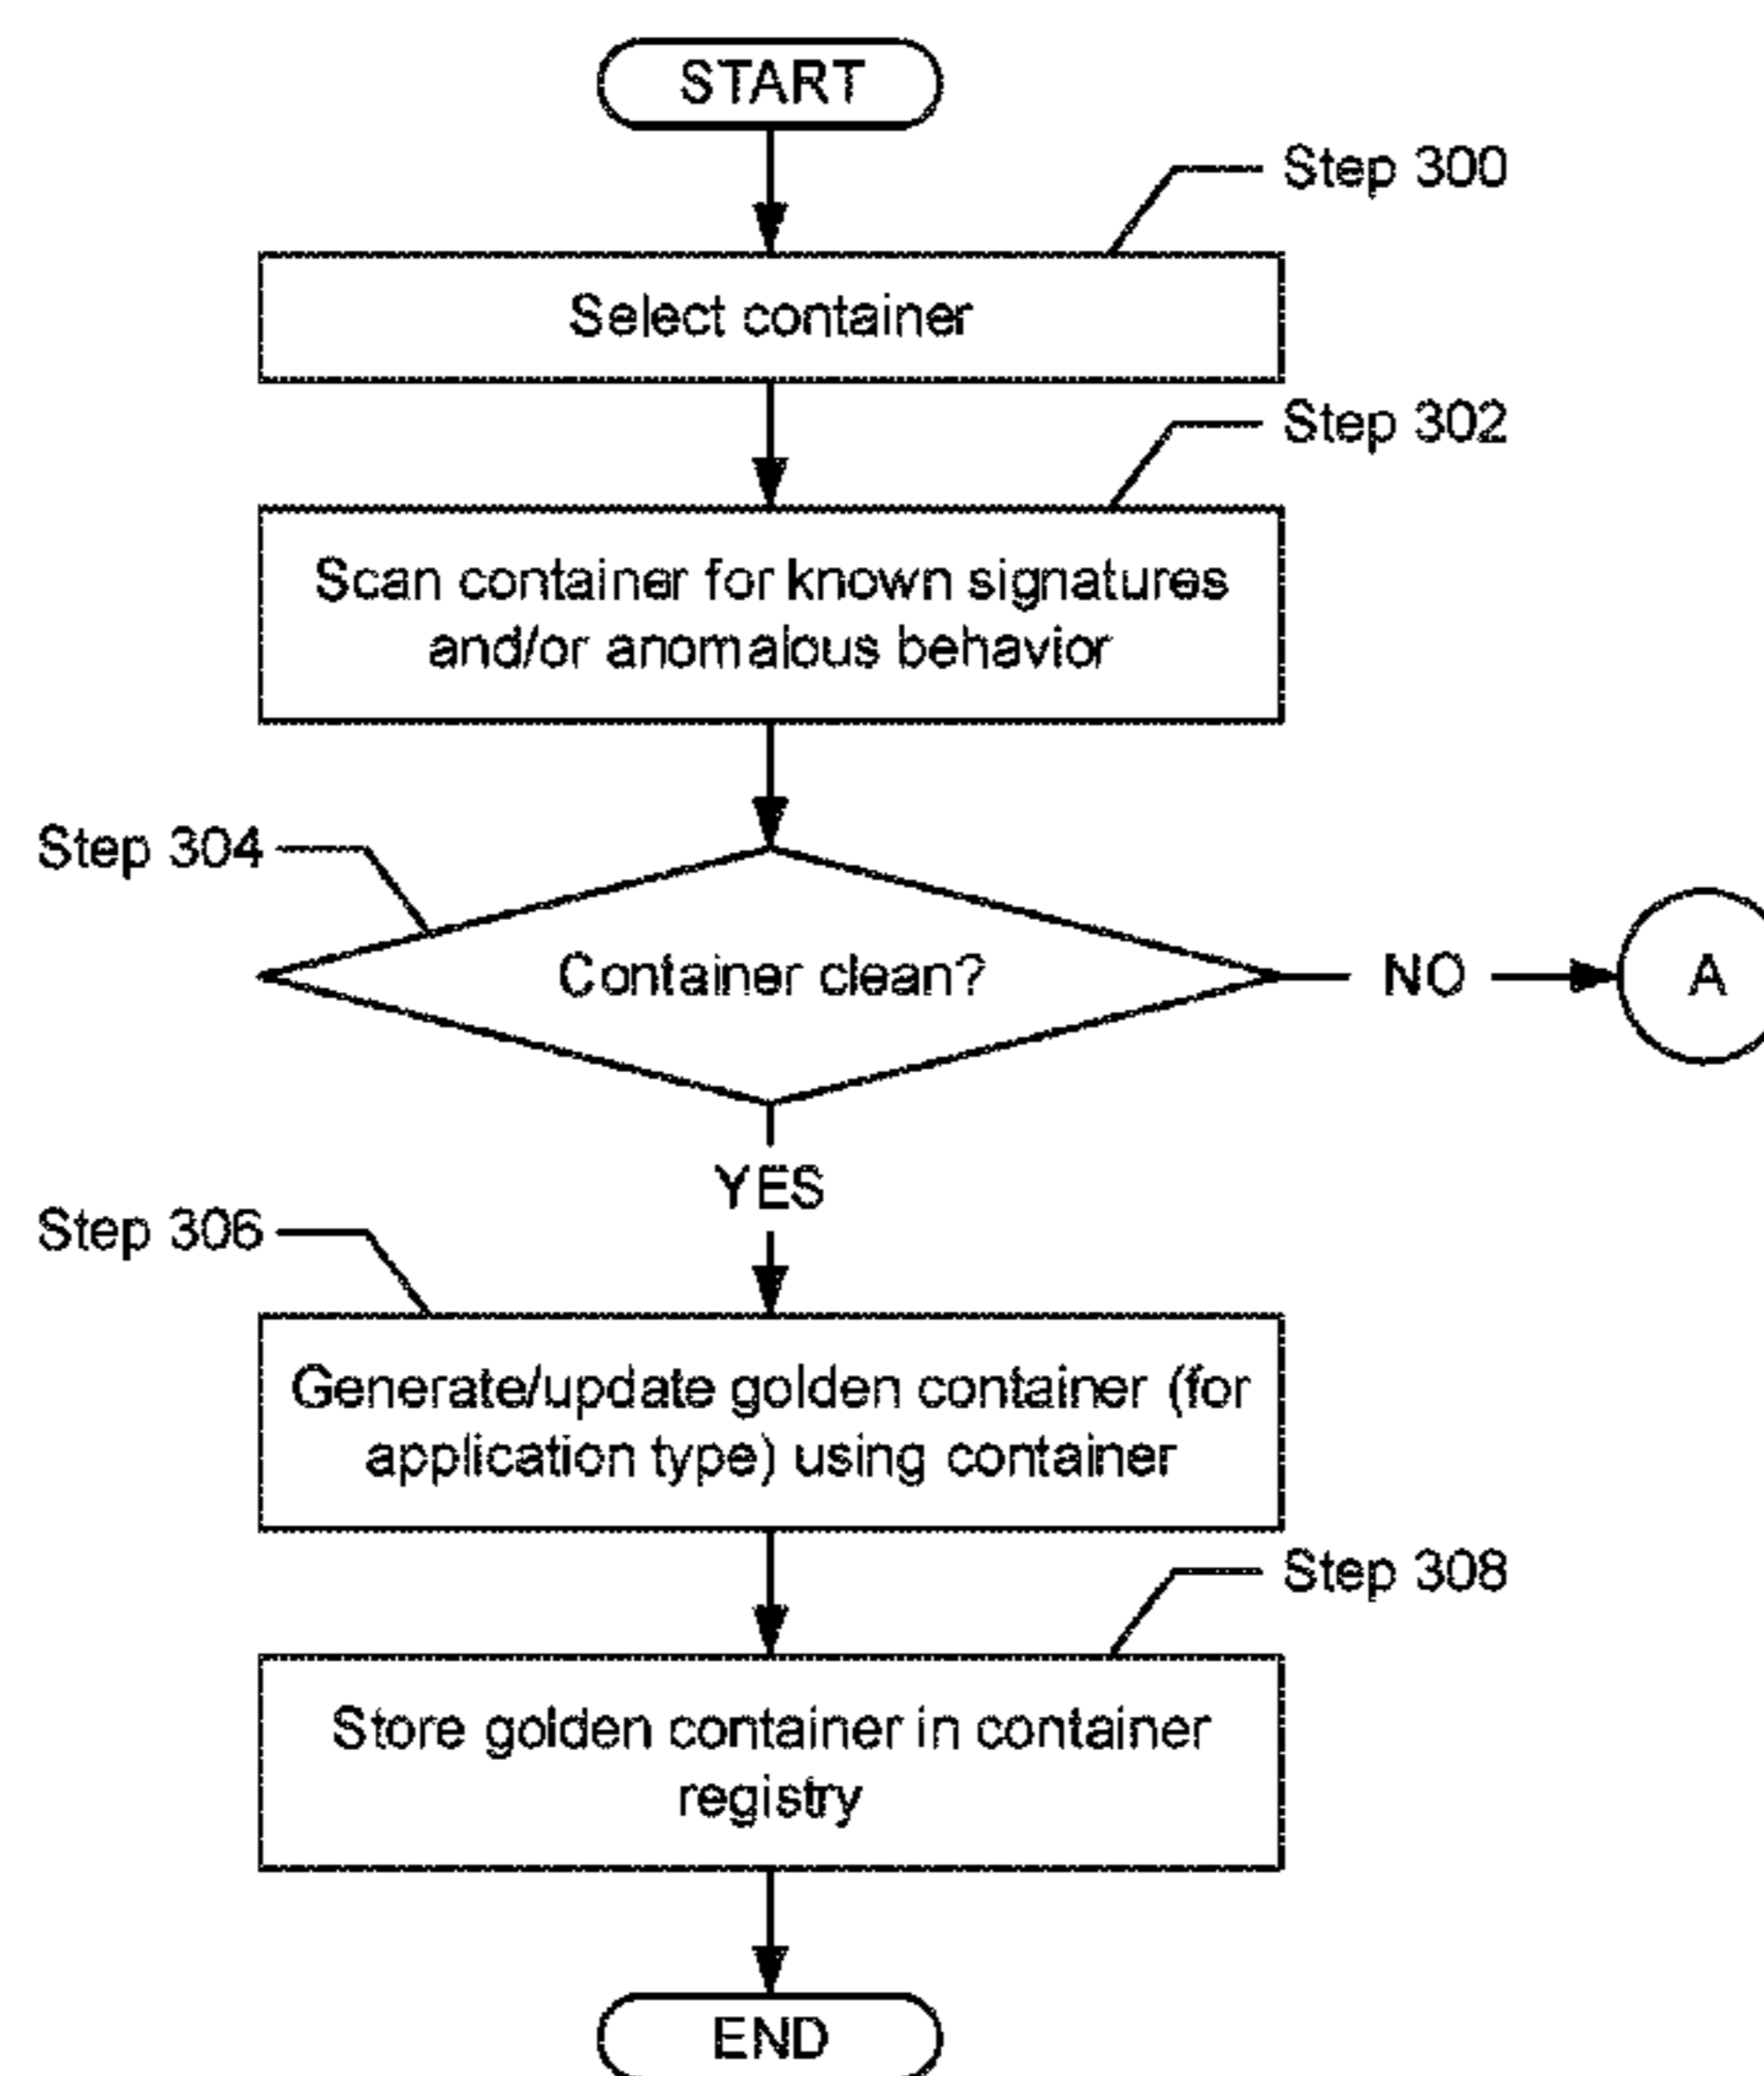 START
Step 300
Select container
Step 302
Scan container for known signatures
and/or anomalous behavior
Step 304
Container clean?
NO
A
YES
Step 306
Generate/update golden container (for
application type) using container
Step 308
Store golden container in container
registry
END